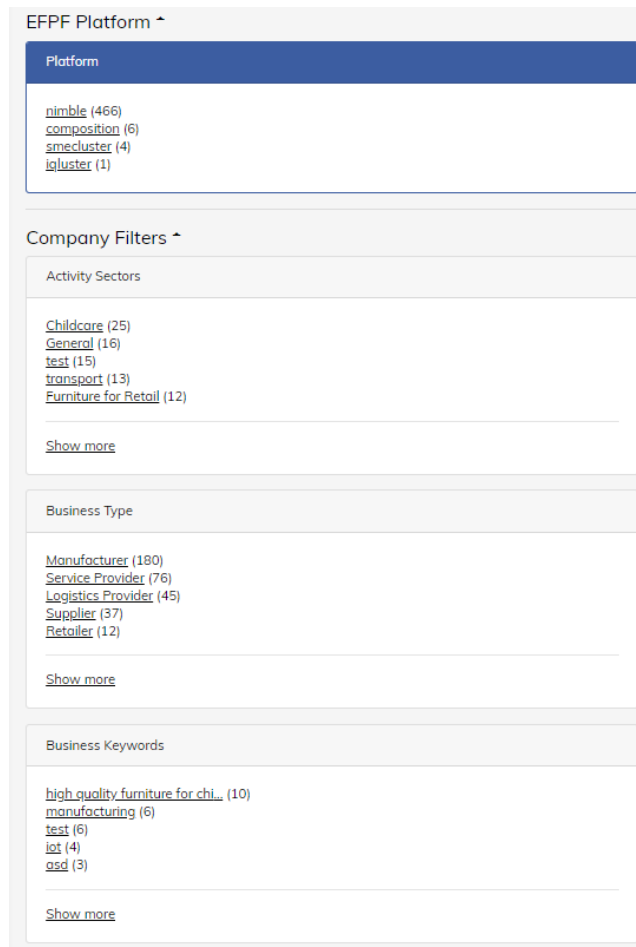 EFPF Platform
Platform
nimble (466)
composition (6)
smecluster (4)
iqluster (1)
Company Filters
Activity Sectors
Childcare (25)
General (16)
test (15)
transport (13)
Furniture for Retail (12)
Show more
Business Type
Manufacturer (180)
Service Provider (76)
Logistics Provider (45)
Supplier (37)
Retailer (12)
Show more
Business Keywords
high quality furniture for chi... (10)
manufacturing (6)
test (6)
iot (4)
asd (3)
Show more